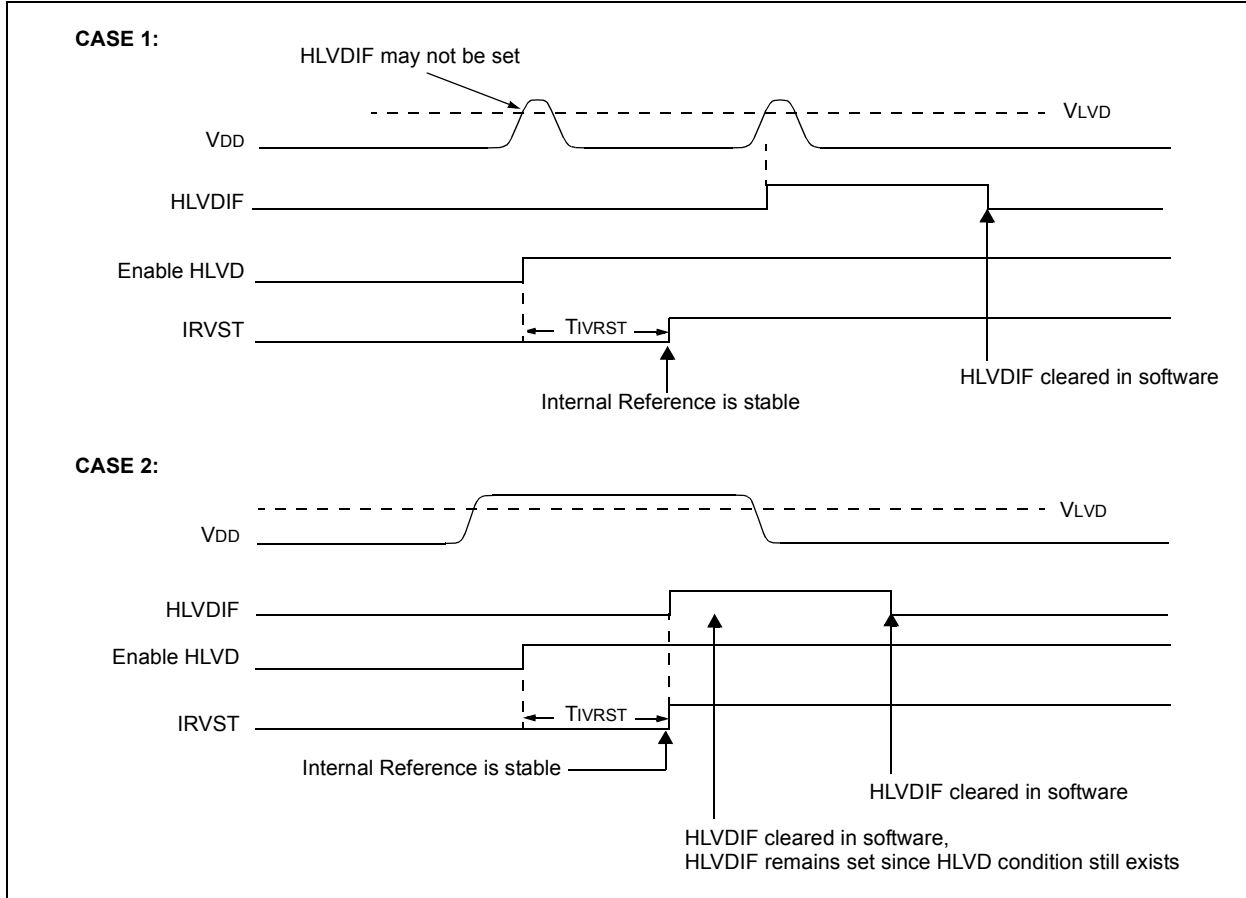 CASE 1:
HLVDIF may not be set
VLVD
VDD
HLVDIF
Enable HLVD
IRVST
TIVRST
HLVDIF cleared in software
Internal Reference is stable
CASE 2:
VLVD
VDD
HLVDIF
Enable HLVD
IRVST
TIVRST
Internal Reference is stable
HLVDIF cleared in software
HLVDIF cleared in software,
HLVDIF remains set since HLVD condition still exists